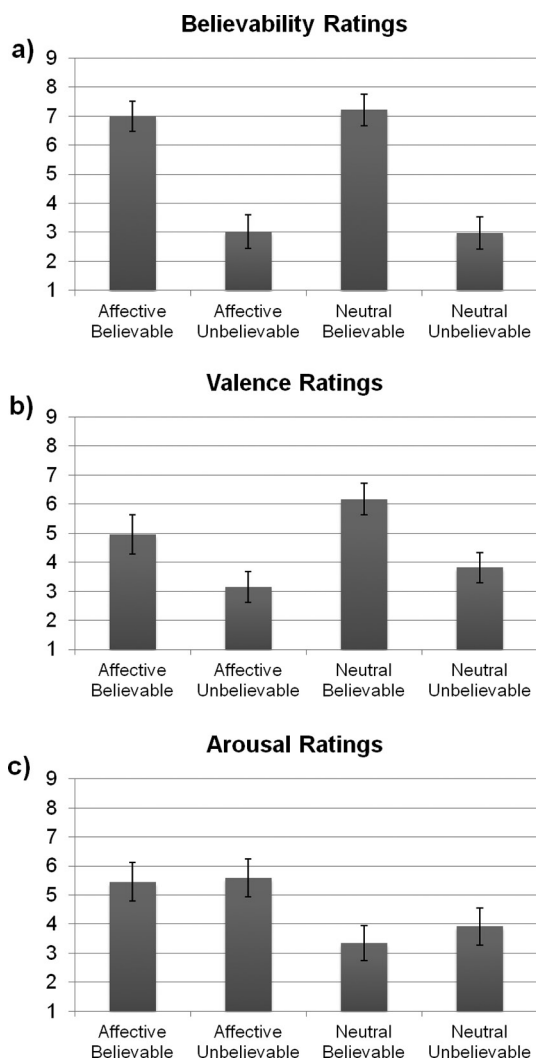 Believability Ratings
a)
9
8
7
6
5
4
3
2
1
Affective Believable
Affective Unbelievable
Neutral Believable
Neutral Unbelievable
Valence Ratings
b)
9
8
7
6
5
4
3
2
1
Affective Believable
Affective Unbelievable
Neutral Believable
Neutral Unbelievable
Arousal Ratings
c)
9
8
7
6
5
4
3
2
1
Affective Believable
Affective Unbelievable
Neutral Believable
Neutral Unbelievable